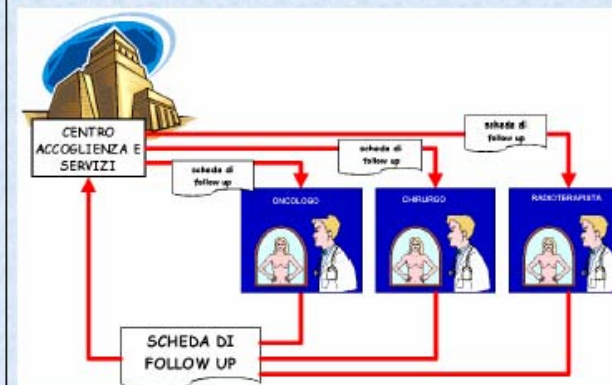 CENTRO
ACCOGLIENZA E
SERVIZI
scheda di
follow up
scheda di
follow up
scheda di
follow up
ONCOLOGO
CHIRURGO
RADIOTERAPISTA
SCHEDA DI
FOLLOW UP